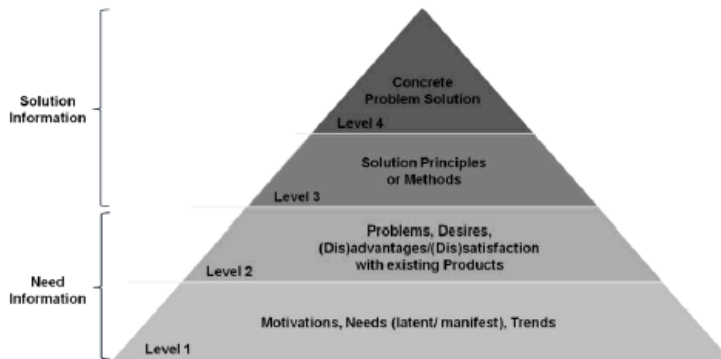 Solution
Information
Concrete
Problem Solution
Level 4
Solution Principles
or Methods
Level 3
Need
Information
Problems, Desires,
(Dis)advantages/(Dis)satisfaction
with existing Products
Level 2
Motivations, Needs (latent/ manifest), Trends
Level 1